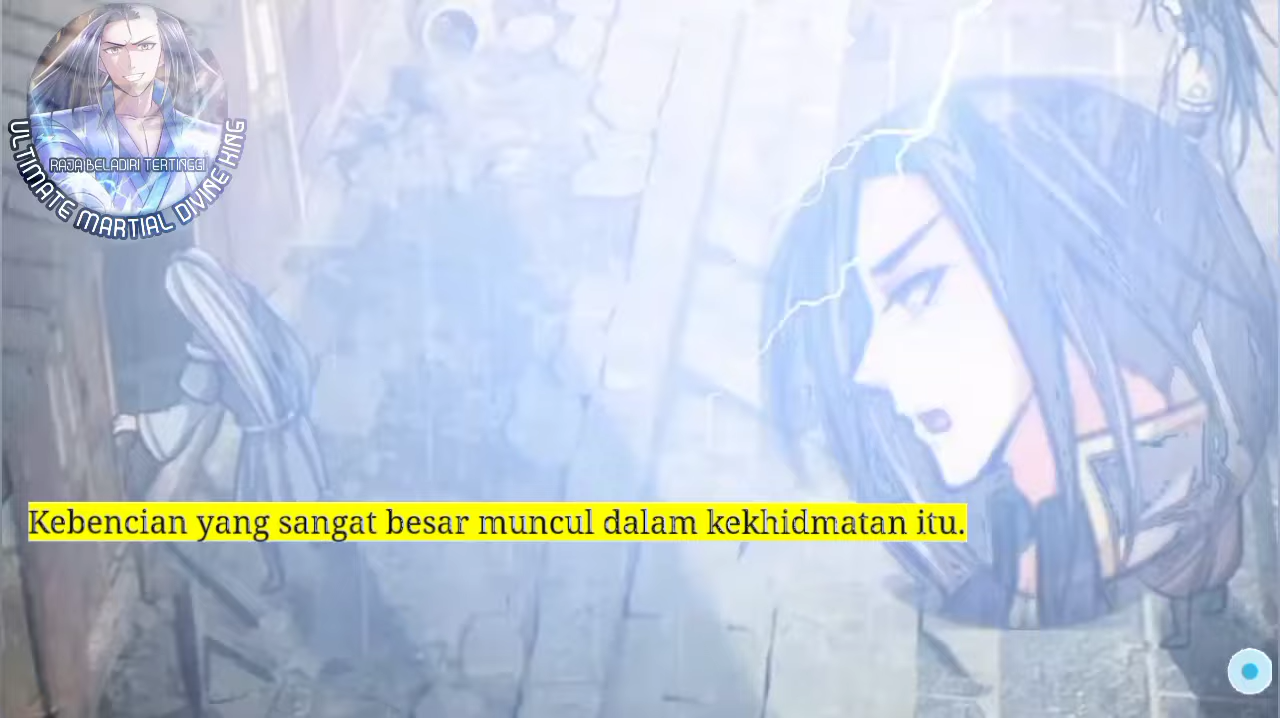 RAJA BELADIRI TERTINGGI
ULTIMATE MARTIAL DIVINE KING
Kebencian yang sangat besar muncul dalam kekhidmatan itu.